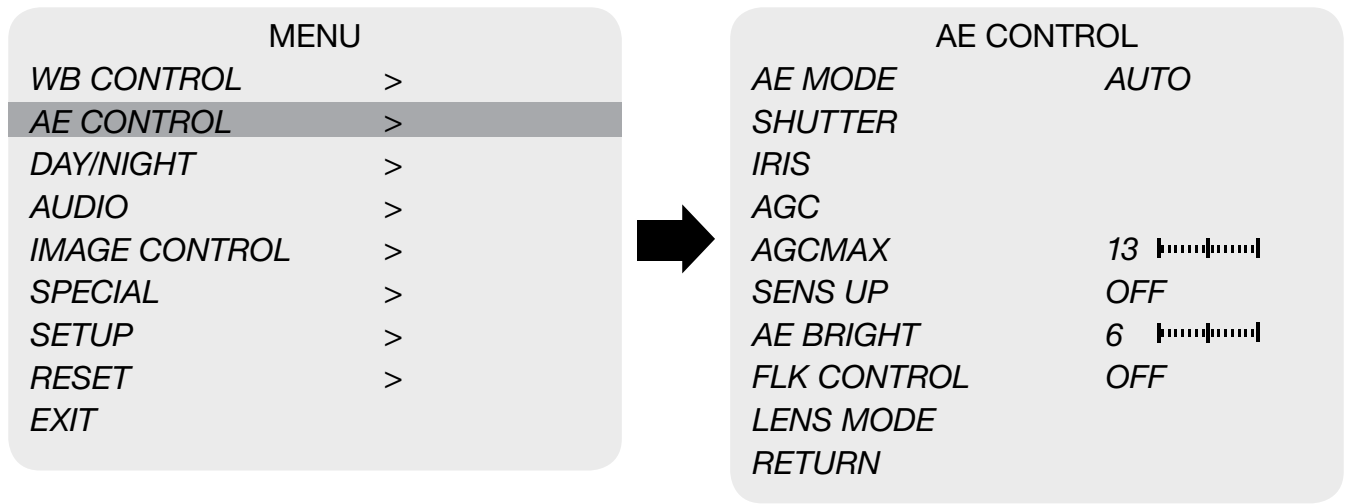 MENU
WB CONTROL >
AE CONTROL >
DAY/NIGHT >
AUDIO >
IMAGE CONTROL >
SPECIAL >
SETUP >
RESET >
EXIT
AE CONTROL
AE MODE AUTO
SHUTTER
IRIS
AGC
AGCMAX 13
SENS UP OFF
AE BRIGHT 6
FLK CONTROL OFF
LENS MODE
RETURN